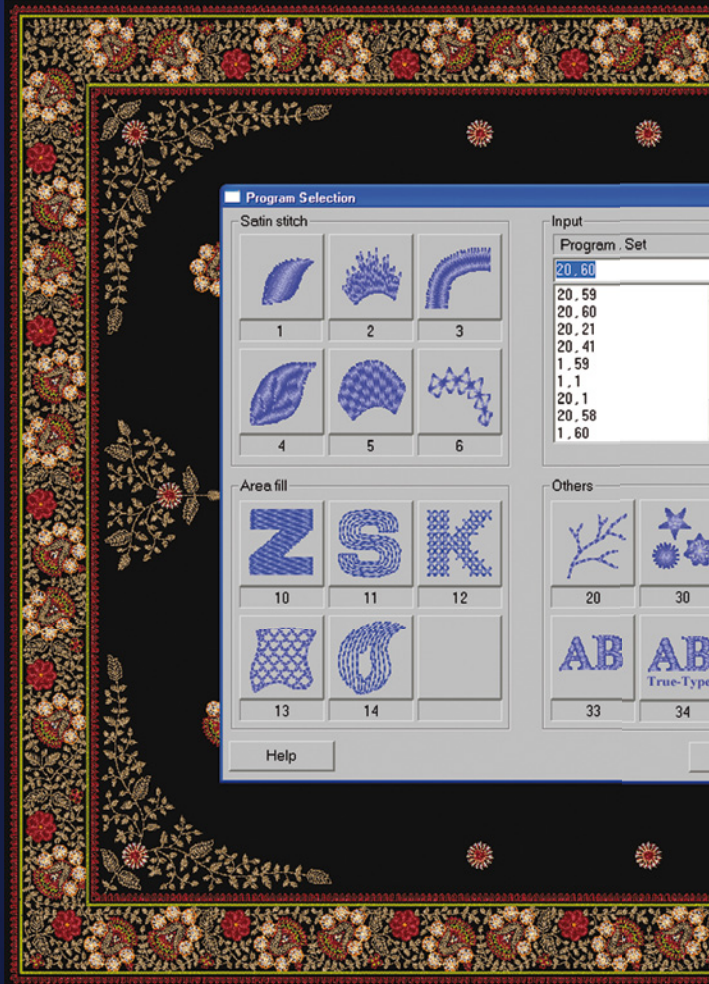 Program Selection
Satin stitch
1
2
3
4
5
6
Input
Program . Set
20,60
20,59
20,60
20,21
20,41
1,59
1,1
20,1
20,58
1,60
Area fill
Z
S
K
10
11
12
13
14
Others
20
30
AB
AB
True-Type
33
34
Help